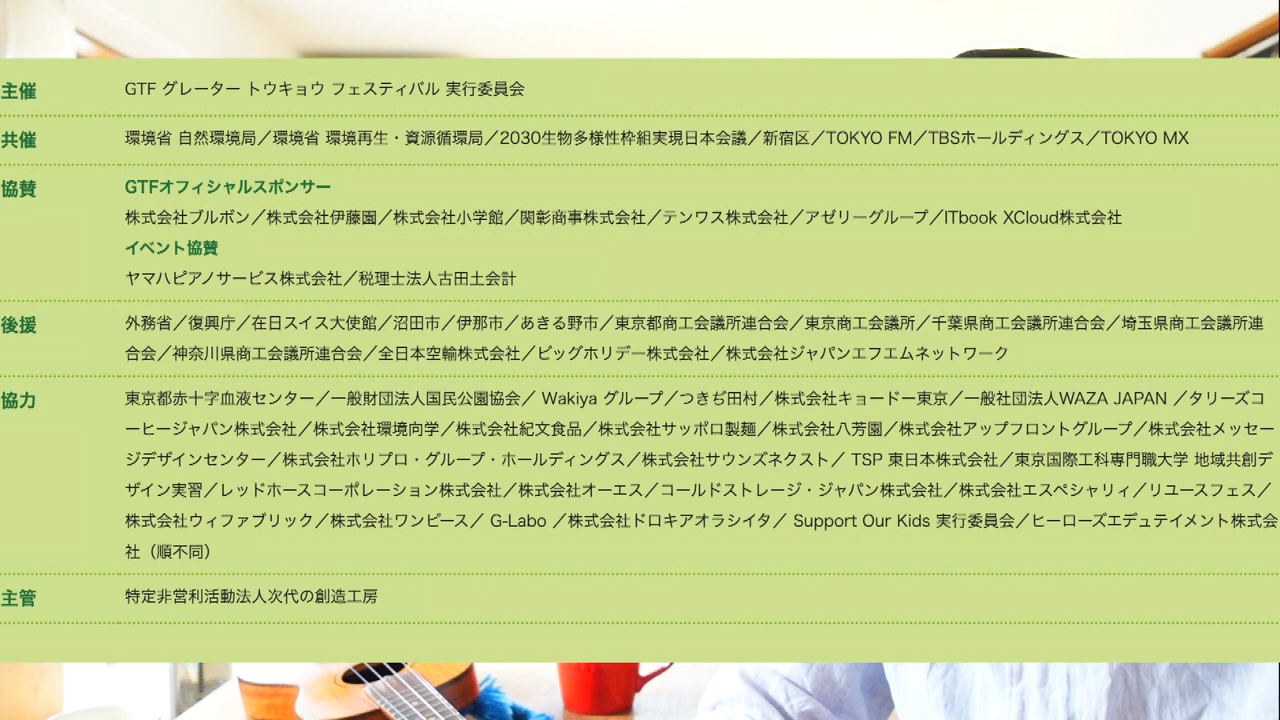 主催
GTF グレーター トウキョウ フェスティバル 実行委員会
共催
環境省 自然環境局／環境省 環境再生・資源循環局／2030生物多様性枠組実現日本会議／新宿区／TOKYO FM／TBSホールディングス／TOKYO MX
協賛
GTFオフィシャルスポンサー
株式会社ブルボン／株式会社伊藤園／株式会社小学館／関彰商事株式会社／テンワス株式会社／アゼリーグループ／ITbook XCloud株式会社
イベント協賛
ヤマハピアノサービス株式会社／税理士法人古田土会計
後援
外務省／復興庁／在日スイス大使館／沼田市／伊那市／あきる野市／東京都商工会議所連合会／東京商工会議所／千葉県商工会議所連合会／埼玉県商工会議所連
合会／神奈川県商工会議所連合会／全日本空輸株式会社／ビッグホリデー株式会社／株式会社ジャパンエフエムネットワーク
協力
東京都赤十字血液センター／一般財団法人国民公園協会／ Wakiya グループ／つきぢ田村／株式会社キョードー東京／一般社団法人WAZA JAPAN ／タリーズコ
ーヒージャパン株式会社／株式会社環境向学／株式会社紀文食品／株式会社サッポロ製麺／株式会社八芳園／株式会社アップフロントグループ／株式会社メッセー
ジデザインセンター／株式会社ホリプロ・グループ・ホールディングス／株式会社サウンズネクスト／ TSP 東日本株式会社／東京国際工科専門職大学 地域共創デ
ザイン実習／レッドホースコーポレーション株式会社／株式会社オーエス／コールドストレージ・ジャパン株式会社／株式会社エスペシャリィ／リユースフェス／
株式会社ウィファブリック／株式会社ワンピース／ G-Labo ／株式会社ドロキアオラシイタ／ Support Our Kids 実行委員会／ヒーローズエデュテイメント株式会
社（順不同）
主管
特定非営利活動法人次代の創造工房